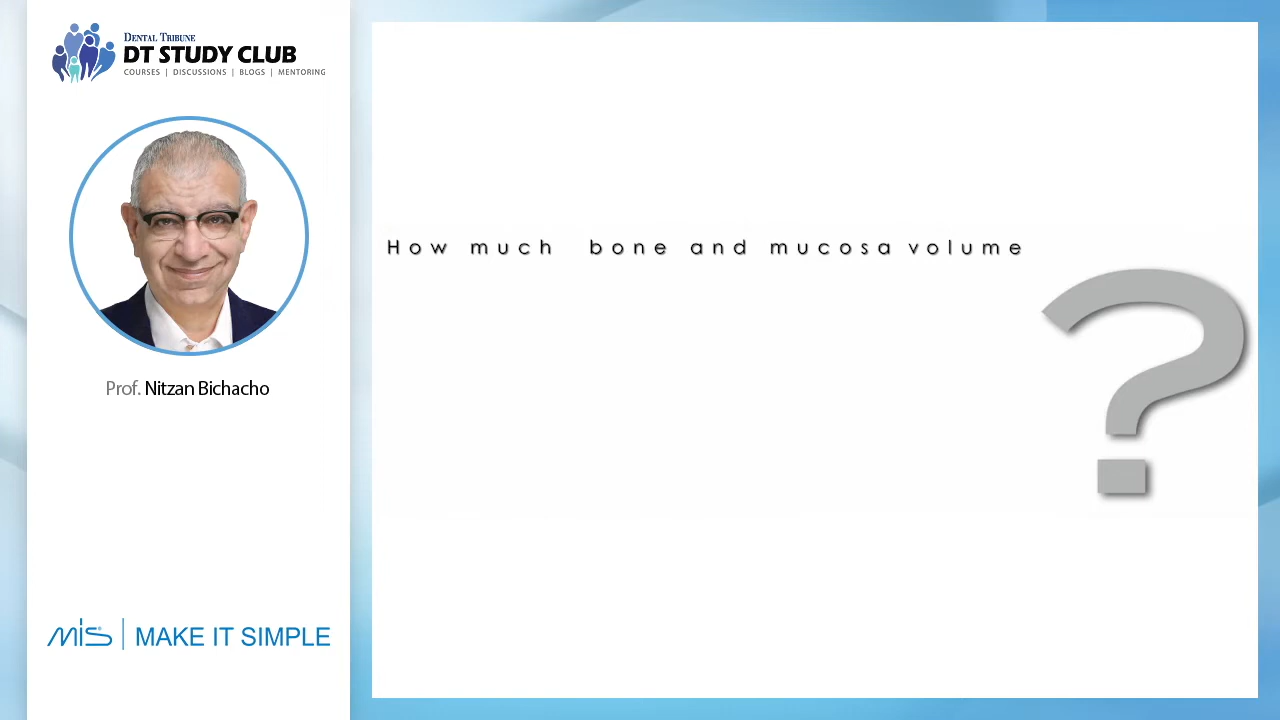 DENTAL TRIBUNE
DT STUDY CLUB
COURSES | DISCUSSIONS | BLOGS | MENTORING
Prof. Nitzan Bichacho
MIS® | MAKE IT SIMPLE
How much bone and mucosa volume
?